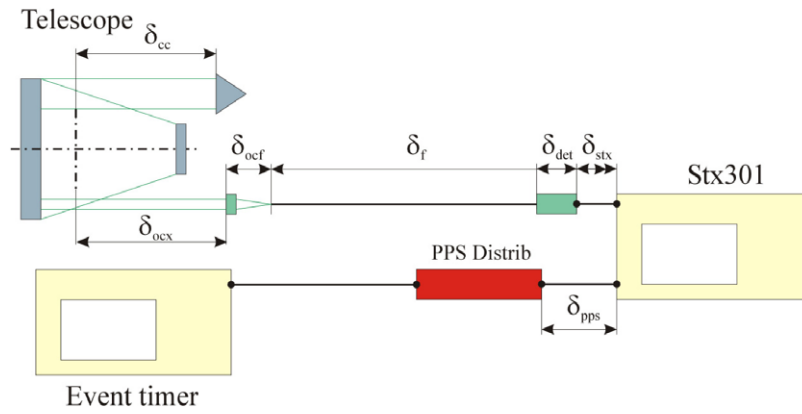 Telescope
δcc
δocf
δf
δdet
δstx
Stx301
δocx
PPS Distrib
δpps
Event timer